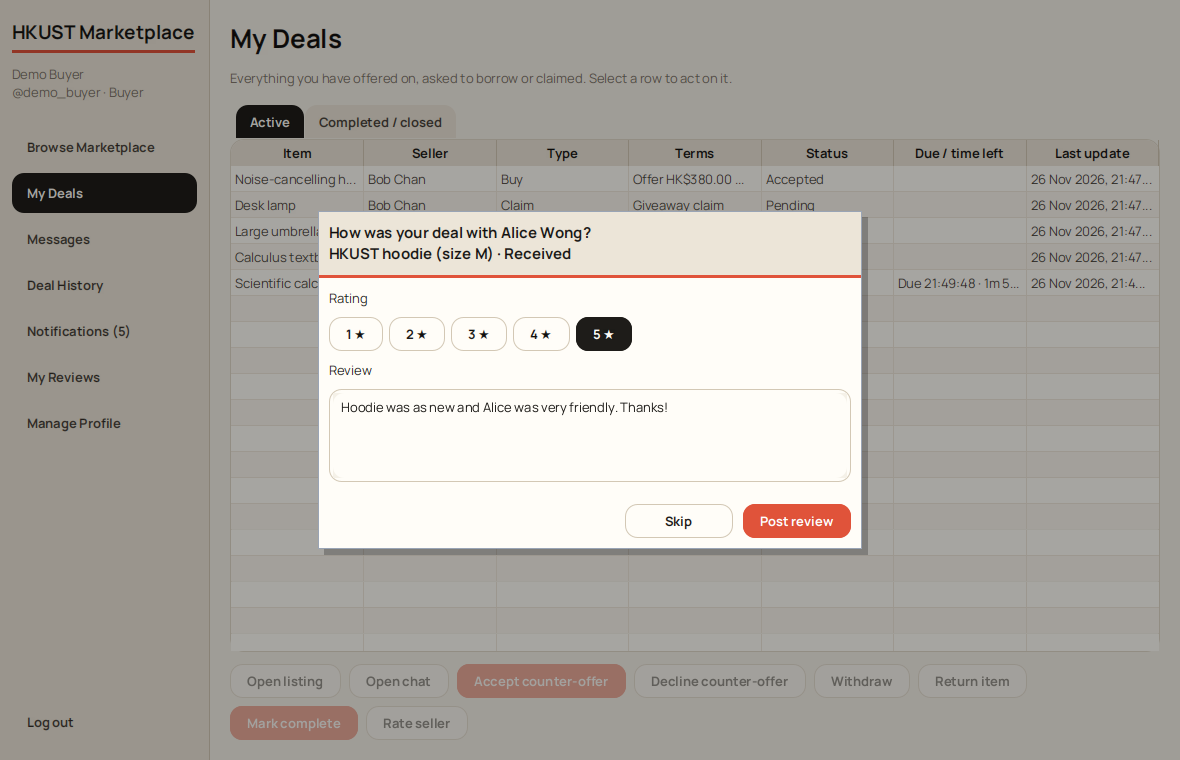 HKUST Marketplace
Demo Buyer
@demo_buyer · Buyer
Browse Marketplace
My Deals
Messages
Deal History
Notifications (5)
My Reviews
Manage Profile
Log out
My Deals
Everything you have offered on, asked to borrow or claimed. Select a row to act on it.
Active
Completed / closed
Item Seller Type Terms Status Due / time left Last update
Noise-cancelling h... Bob Chan Buy Offer HK$380.00 ... Accepted 26 Nov 2026, 21:47...
Desk lamp Bob Chan Claim Giveaway claim Pending 26 Nov 2026, 21:47...
Large umbrella 26 Nov 2026, 21:47...
Calculus textb 26 Nov 2026, 21:47...
Scientific calc Due 21:49:48 · 1m 5... 26 Nov 2026, 21:4...
How was your deal with Alice Wong?
HKUST hoodie (size M) · Received
Rating
1 ★ 2 ★ 3 ★ 4 ★ 5 ★
Review
Hoodie was as new and Alice was very friendly. Thanks!
Skip Post review
Open listing Open chat Accept counter-offer Decline counter-offer Withdraw Return item
Mark complete Rate seller